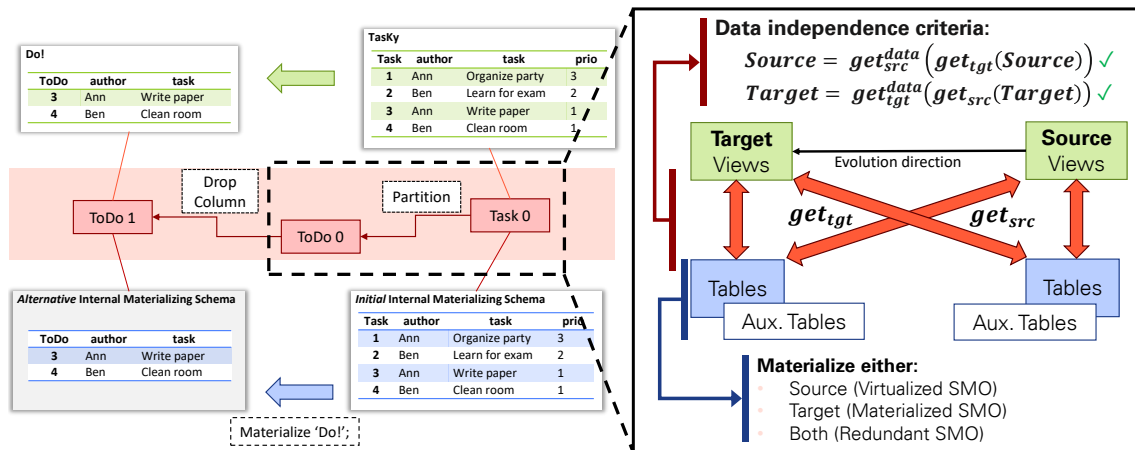 Do!
ToDo author task
3 Ann Write paper
4 Ben Clean room
TasKy
Task author task prio
1 Ann Organize party 3
2 Ben Learn for exam 2
3 Ann Write paper 1
4 Ben Clean room 1
Drop
Column
Partition
ToDo 1
ToDo 0
Task 0
Alternative Internal Materializing Schema
ToDo author task
3 Ann Write paper
4 Ben Clean room
Initial Internal Materializing Schema
Task author task prio
1 Ann Organize party 3
2 Ben Learn for exam 2
3 Ann Write paper 1
4 Ben Clean room 1
Materialize 'Do!';
Data independence criteria:
Source = get_src^data (get_tgt(Source)) ✓
Target = get_tgt^data (get_src(Target)) ✓
Target
Views
Evolution direction
Source
Views
get_tgt
get_src
Tables
Aux. Tables
Tables
Aux. Tables
Materialize either:
• Source (Virtualized SMO)
• Target (Materialized SMO)
• Both (Redundant SMO)